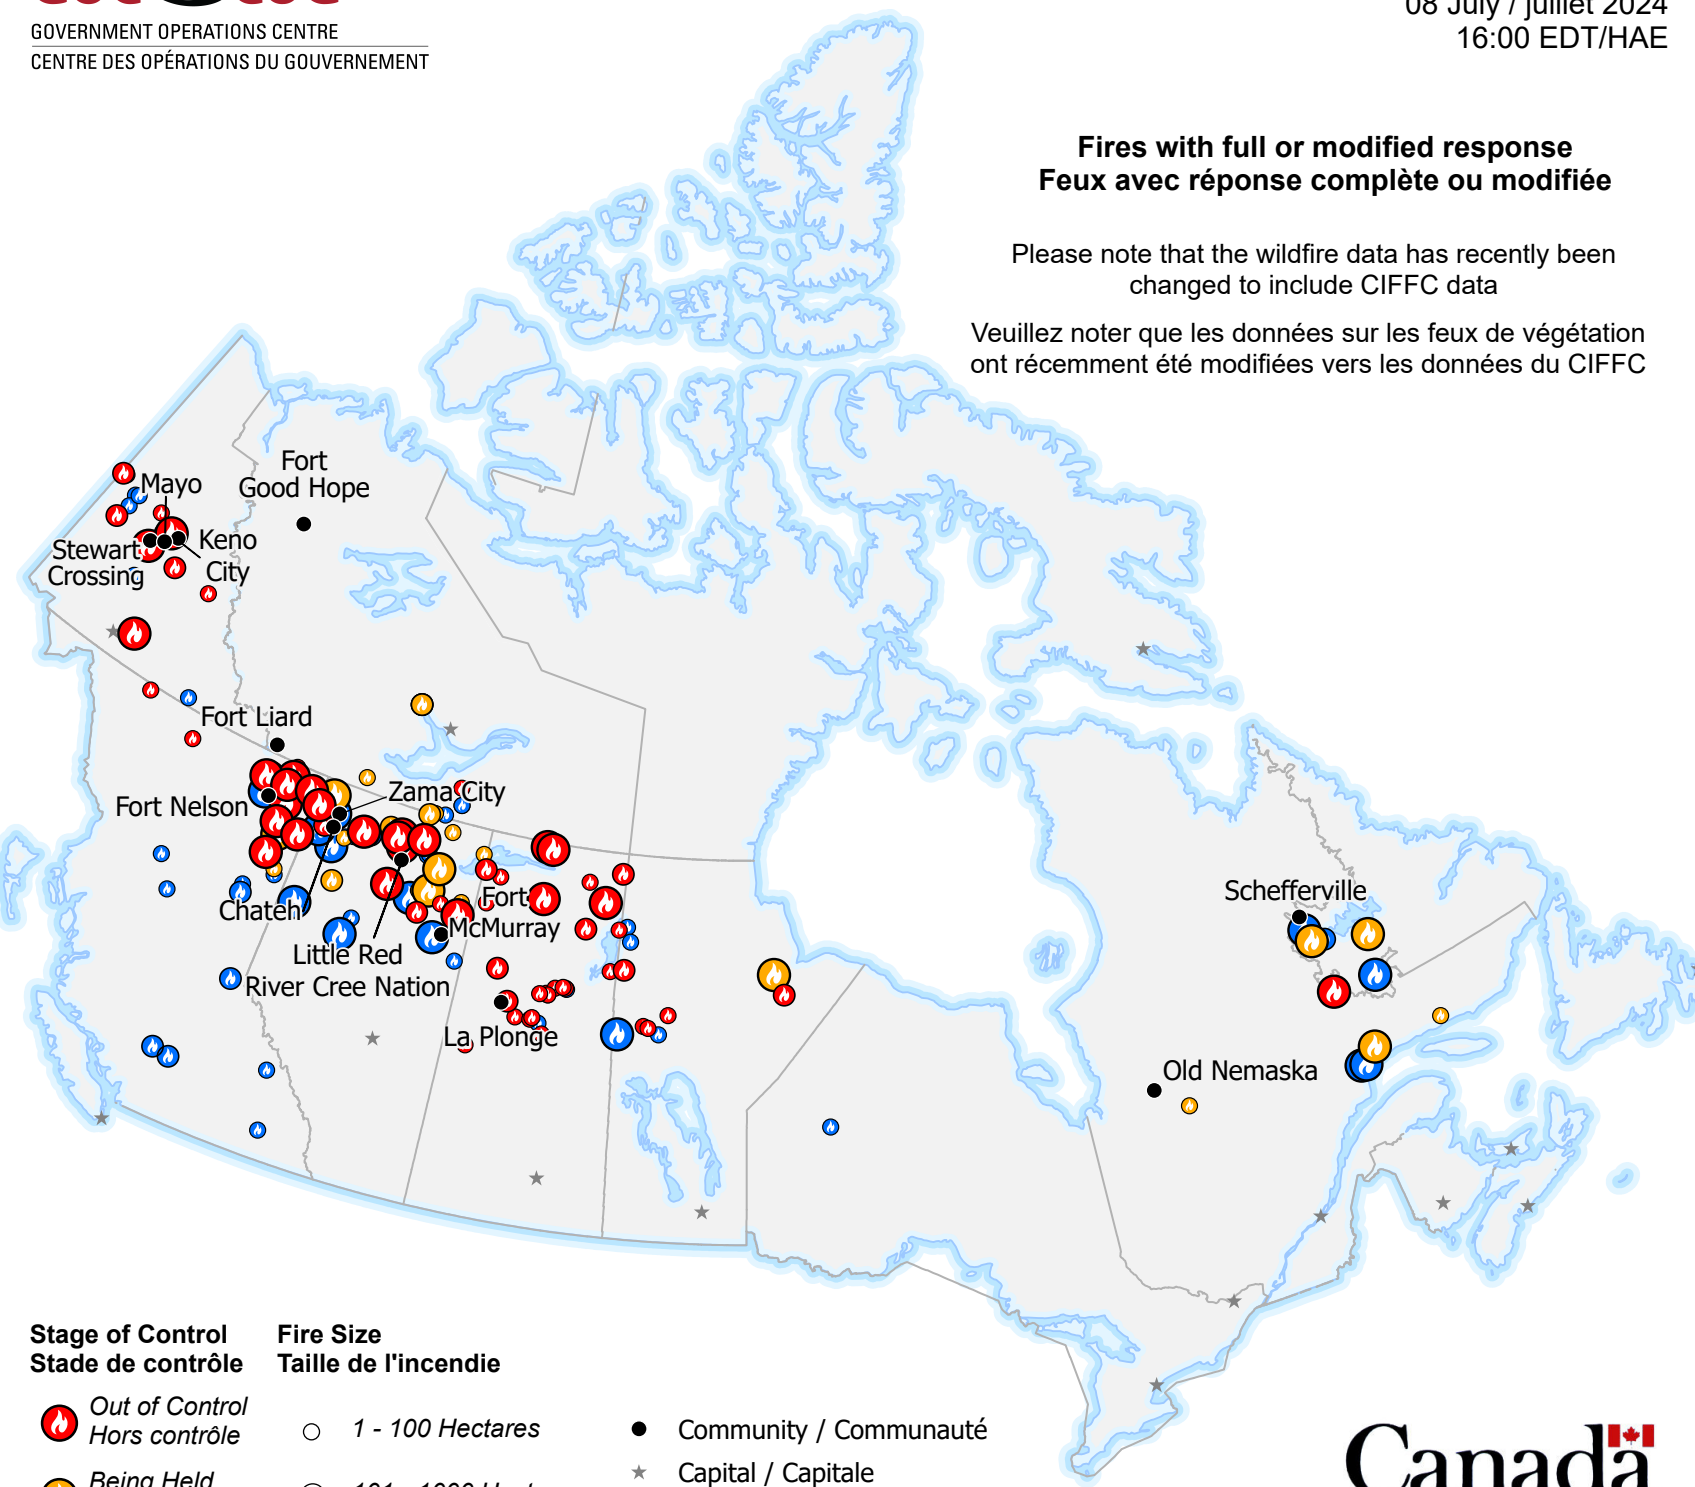 GOVERNMENT OPERATIONS CENTRE
CENTRE DES OPÉRATIONS DU GOUVERNEMENT
08 July / juillet 2024
16:00 EDT/HAE
Fires with full or modified response
Feux avec réponse complète ou modifiée
Please note that the wildfire data has recently been
changed to include CIFFC data
Veuillez noter que les données sur les feux de végétation
ont récemment été modifiées vers les données du CIFFC
Fort
Good Hope
Mayo
Keno
City
Stewart
Crossing
Fort Liard
Zama City
Fort Nelson
Chateh
Fort
McMurray
Little Red
River Cree Nation
La Plonge
Schefferville
Old Nemaska
Stage of Control
Stade de contrôle
Out of Control
Hors contrôle
Being Held
Fire Size
Taille de l'incendie
1 - 100 Hectares
Community / Communauté
Capital / Capitale
Canada